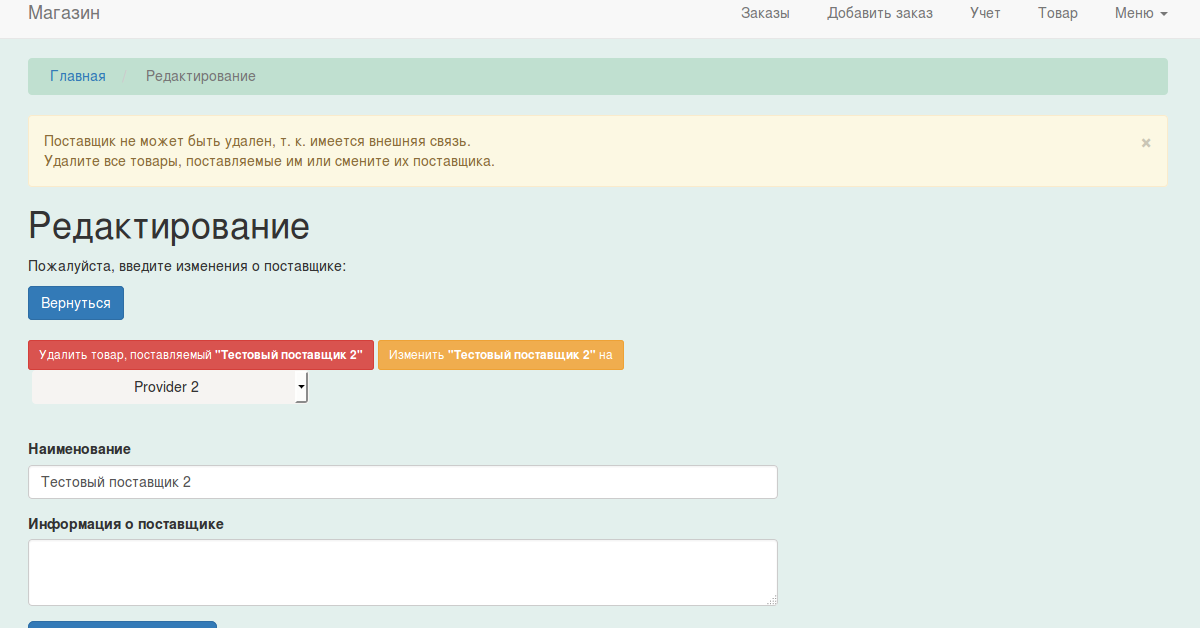 Магазин Заказы Добавить заказ Учет Товар Меню
Главная / Редактирование
Поставщик не может быть удален, т. к. имеется внешняя связь. ×
Удалите все товары, поставляемые им или смените их поставщика.
Редактирование
Пожалуйста, введите изменения о поставщике:
Вернуться
Удалить товар, поставляемый "Тестовый поставщик 2" Изменить "Тестовый поставщик 2" на
Provider 2
Наименование
Тестовый поставщик 2
Информация о поставщике